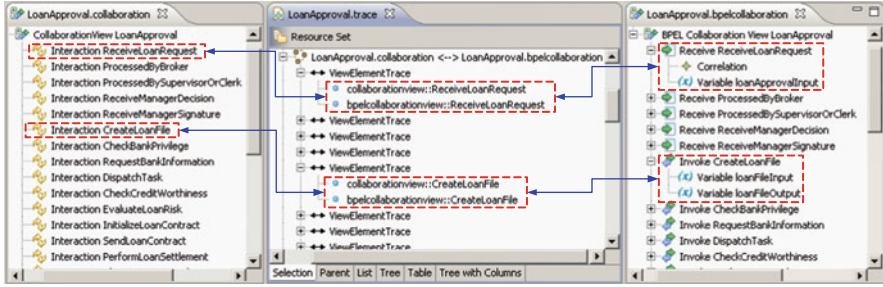 LoanApproval.collaboration
CollaborationView LoanApproval
Interaction ReceiveLoanRequest
Interaction ProcessedByBroker
Interaction ProcessedBySupervisorOrClerk
Interaction ReceiveManagerDecision
Interaction ReceiveManagerSignature
Interaction CreateLoanFile
Interaction CheckBankPrivilege
Interaction RequestBankInformation
Interaction DispatchTask
Interaction CheckCreditWorthiness
Interaction EvaluateLoanRisk
Interaction InitializeLoanContract
Interaction SendLoanContract
Interaction PerformLoanSettlement
LoanApproval.trace
Resource Set
LoanApproval.collaboration <--> LoanApproval.bpelcollaboration
ViewElementTrace
collaborationview::ReceiveLoanRequest
bpelcollaborationview::ReceiveLoanRequest
ViewElementTrace
ViewElementTrace
ViewElementTrace
ViewElementTrace
collaborationview::CreateLoanFile
bpelcollaborationview::CreateLoanFile
ViewElementTrace
ViewElementTrace
ViewElementTrace
Selection Parent List Tree Table Tree with Columns
LoanApproval.bpelcollaboration
BPEL Collaboration View LoanApproval
Receive ReceiveLoanRequest
Correlation
Variable loanApprovalInput
Receive ProcessedByBroker
Receive ProcessedBySupervisorOrClerk
Receive ReceiveManagerDecision
Receive ReceiveManagerSignature
Invoke CreateLoanFile
Variable loanFileInput
Variable loanFileOutput
Invoke CheckBankPrivilege
Invoke RequestBankInformation
Invoke DispatchTask
Invoke CheckCreditWorthiness